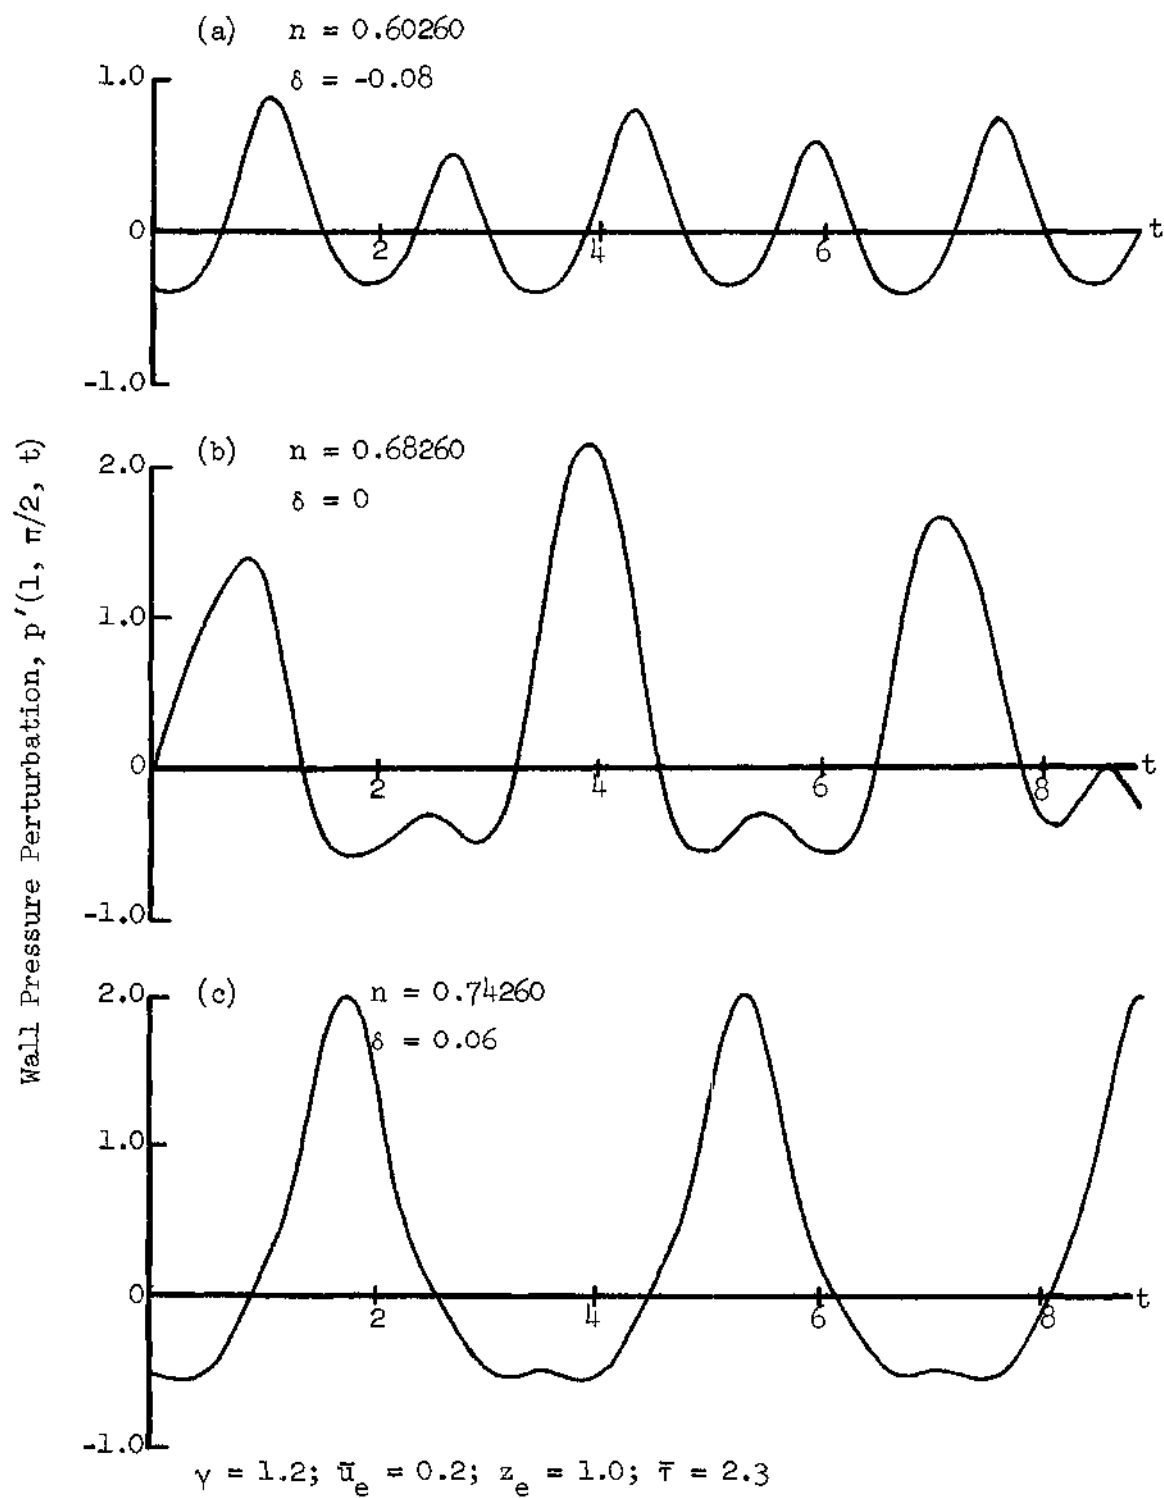 (a) n = 0.60260
δ = -0.08
1.0
0
2
4
6
t
-1.0
Wall Pressure Perturbation, p'(1, π/2, t)
(b) n = 0.68260
δ = 0
2.0
1.0
0
2
4
6
8
t
-1.0
(c) n = 0.74260
δ = 0.06
2.0
1.0
0
2
4
6
8
t
-1.0
γ = 1.2; ū_e = 0.2; z_e = 1.0; τ̄ = 2.3